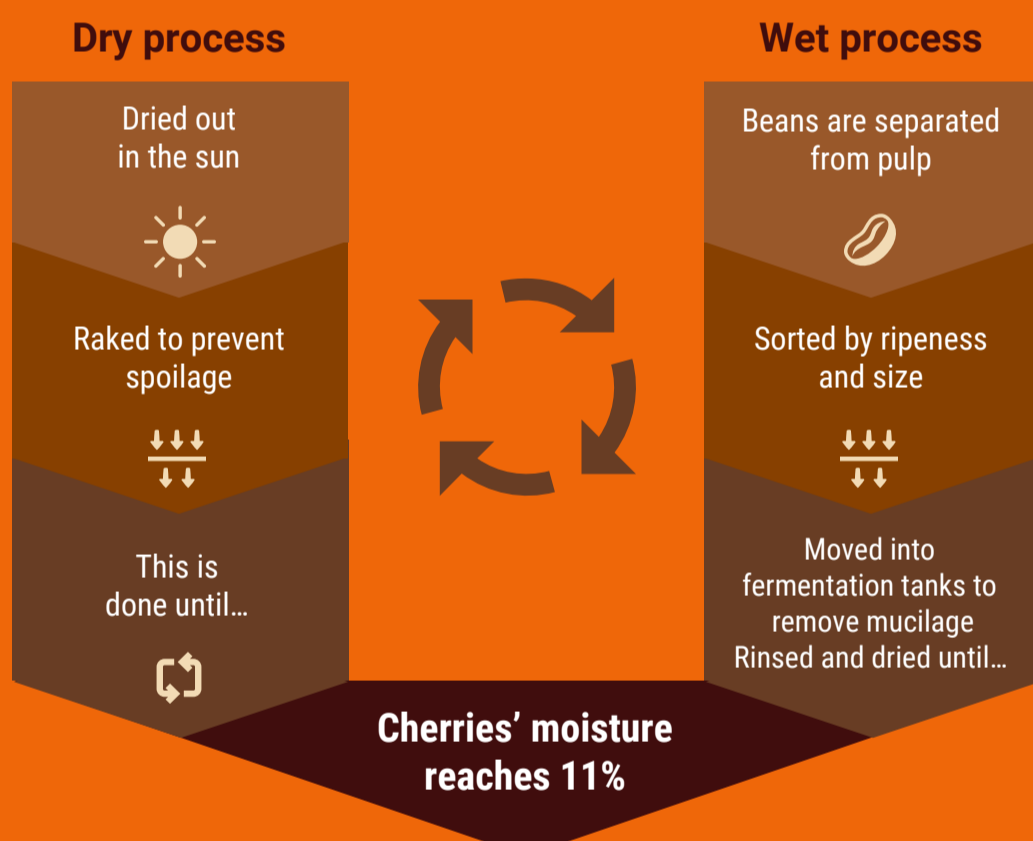 Dry process
Dried out
in the sun
Raked to prevent
spoilage
This is
done until…
Wet process
Beans are separated
from pulp
Sorted by ripeness
and size
Moved into
fermentation tanks to
remove mucilage
Rinsed and dried until…
Cherries’ moisture
reaches 11%